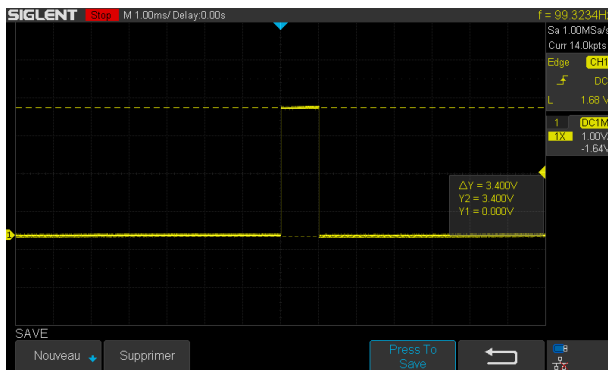 SIGLENT Stop M 1.00ms/ Delay:0.00s f = 99.3234H
Sa 1.00MSa/s
Curr 14.0kpts
Edge CH1
DC
L 1.68 V
1 DC1M
1X 1.00V/
-1.64V
ΔY = 3.400V
Y2 = 3.400V
Y1 = 0.000V
1
SAVE
Nouveau Supprimer Press To
Save